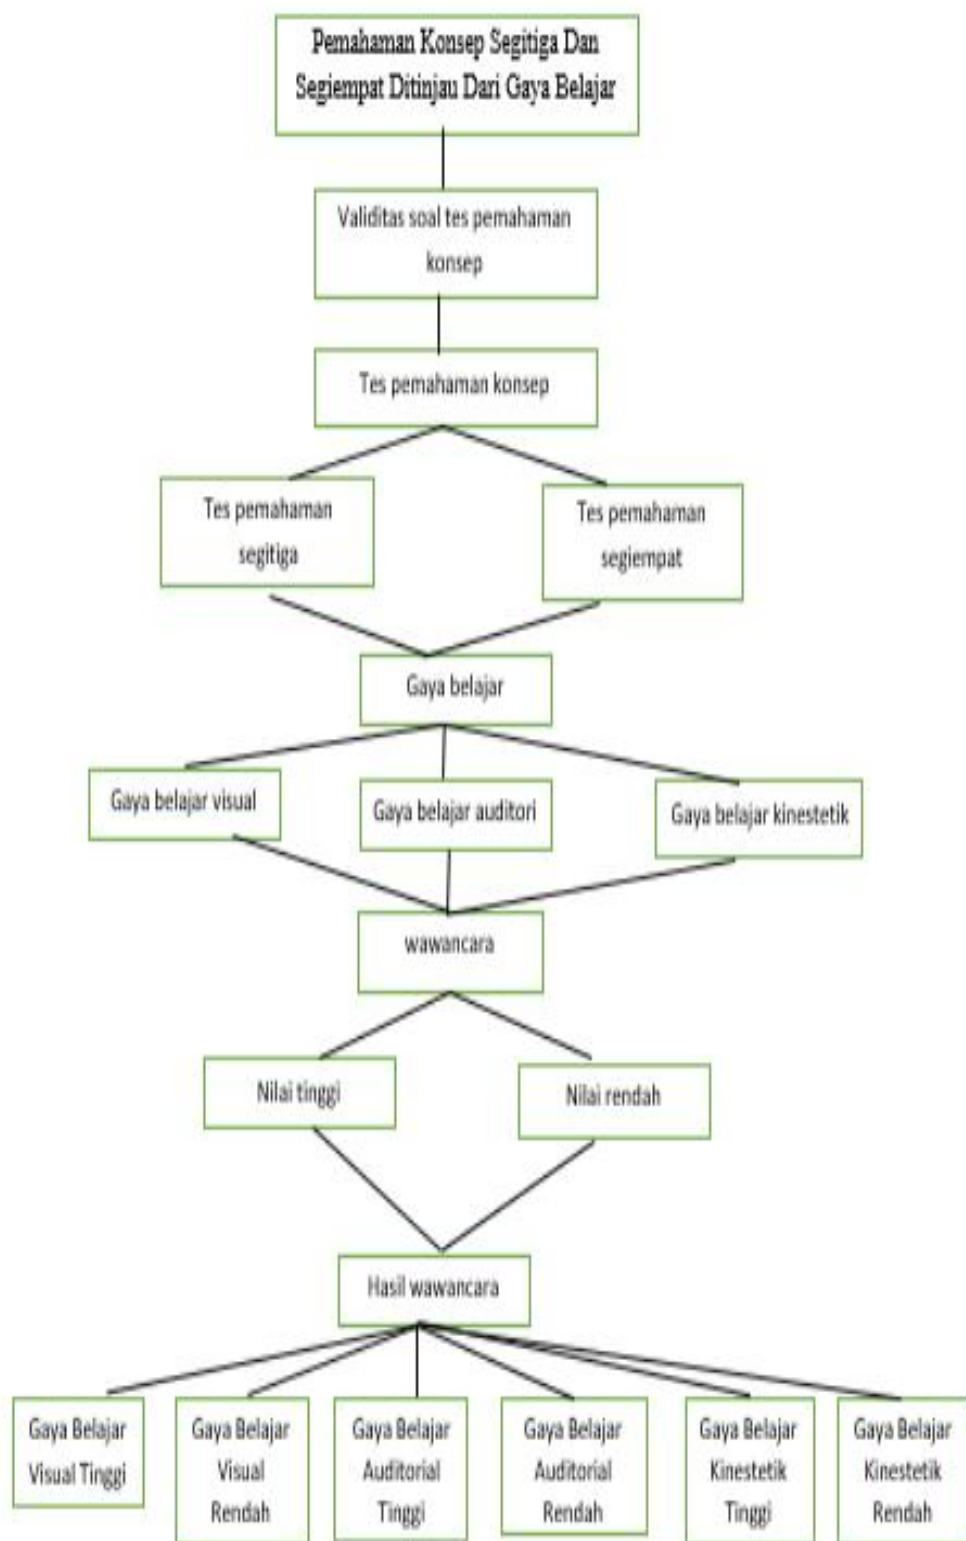 Pemahaman Konsep Segitiga Dan
Segiempat Ditinjau Dari Gaya Belajar
Validitas soal tes pemahaman
konsep
Tes pemahaman konsep
Tes pemahaman
segitiga
Tes pemahaman
segiempat
Gaya belajar
Gaya belajar visual
Gaya belajar auditori
Gaya belajar kinestetik
wawancara
Nilai tinggi
Nilai rendah
Hasil wawancara
Gaya Belajar
Visual Tinggi
Gaya Belajar
Visual
Rendah
Gaya Belajar
Auditorial
Tinggi
Gaya Belajar
Auditorial
Rendah
Gaya Belajar
Kinestetik
Tinggi
Gaya Belajar
Kinestetik
Rendah